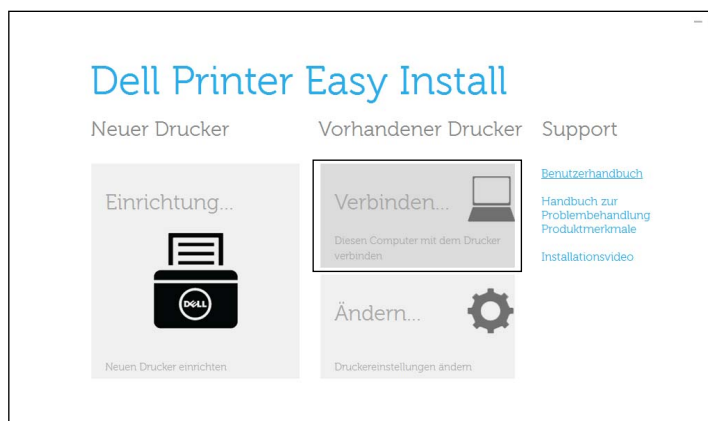 Dell Printer Easy Install
Neuer Drucker
Vorhandener Drucker
Support
Einrichtung...
DELL
Neuen Drucker einrichten
Verbinden...
Diesen Computer mit dem Drucker
verbinden
Ändern...
Druckereinstellungen ändern
Benutzerhandbuch
Handbuch zur
Problembehandlung
Produktmerkmale
Installationsvideo